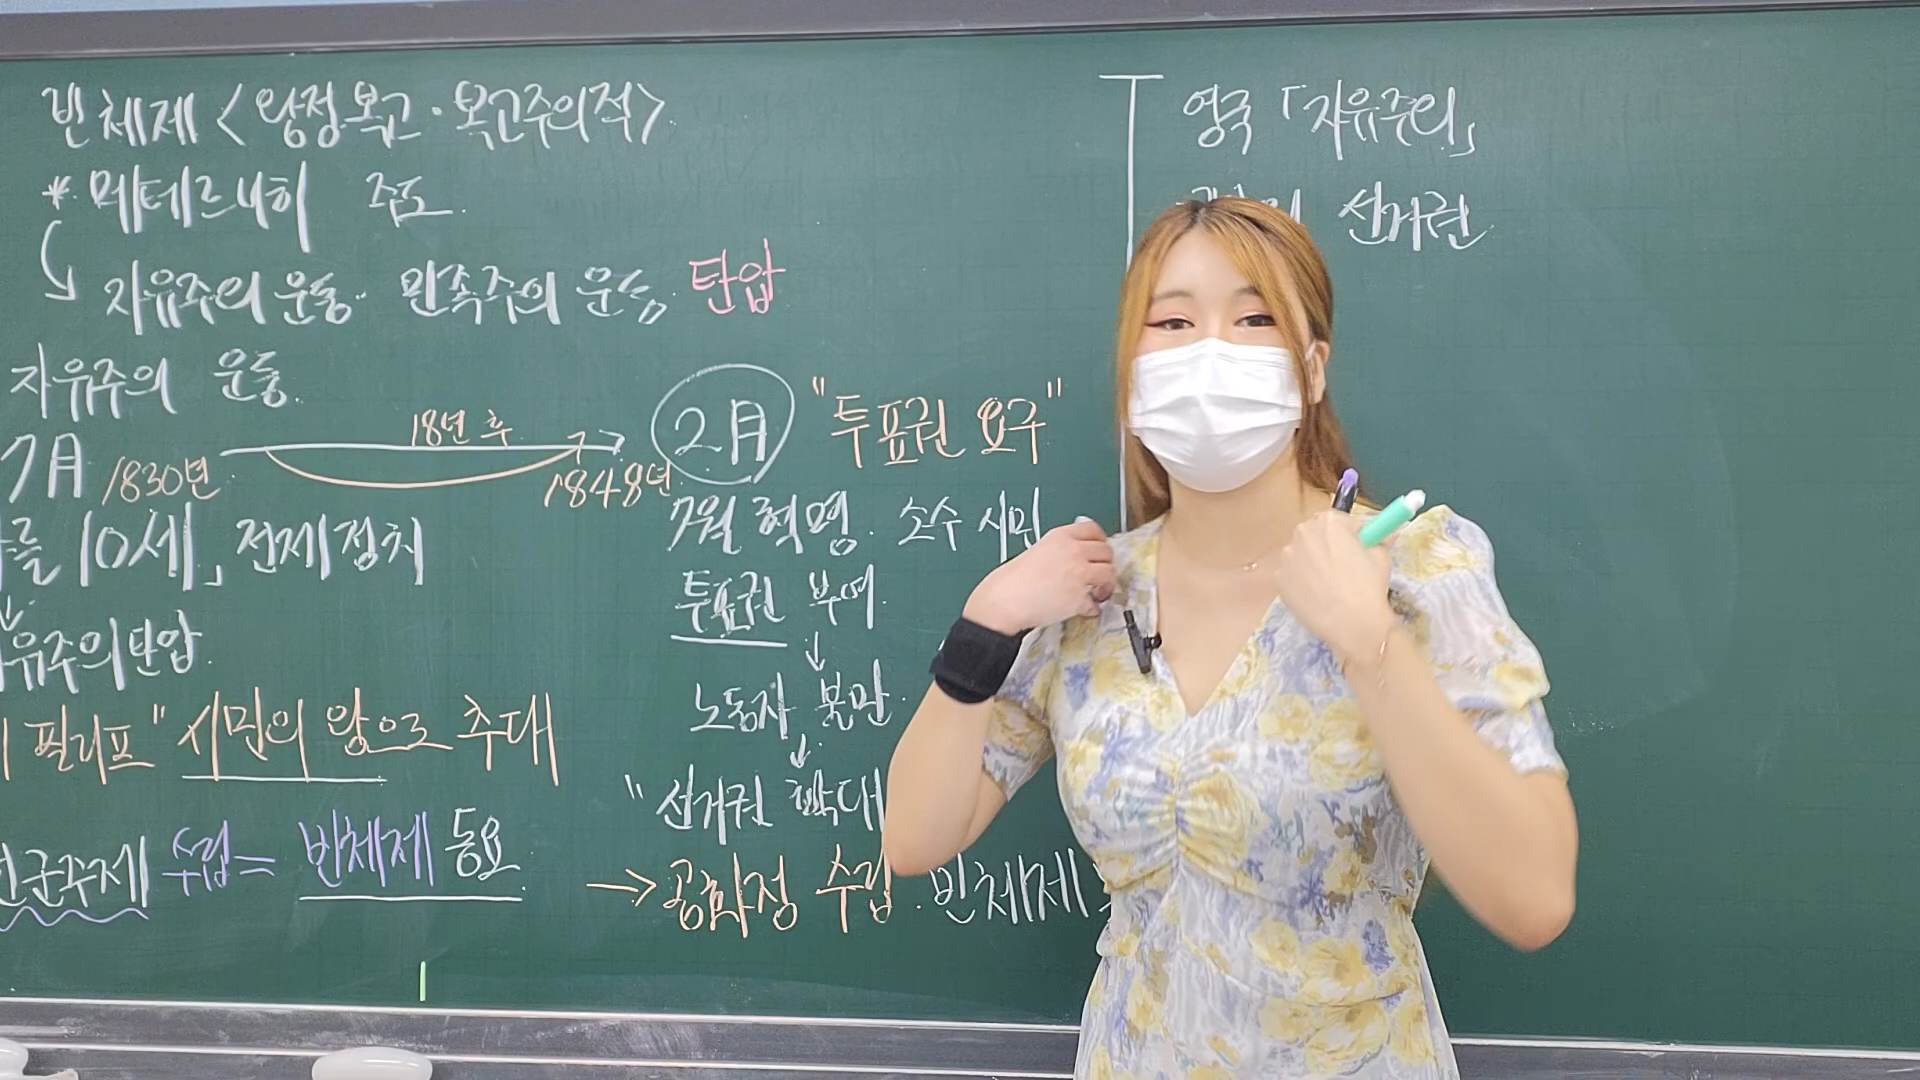 빈 체제 <왕정복고·복고주의적>
* 메테르니히 주도
자유주의 운동 민족주의 운동 탄압
자유주의 운동
7月 1830년 18년 후 1848년
를 10세」 전제정치
유주의 탄압
필리프" 시민의 왕으로 추대
군주제 수립 = 빈체제 동요
2月 "투표권 요구"
7월 혁명. 소수 시민
투표권 부여
↓
노동자 불만
↓
"선거권 확대
→ 공화정 수립. 빈체제
영국 「자유주의」
선거권